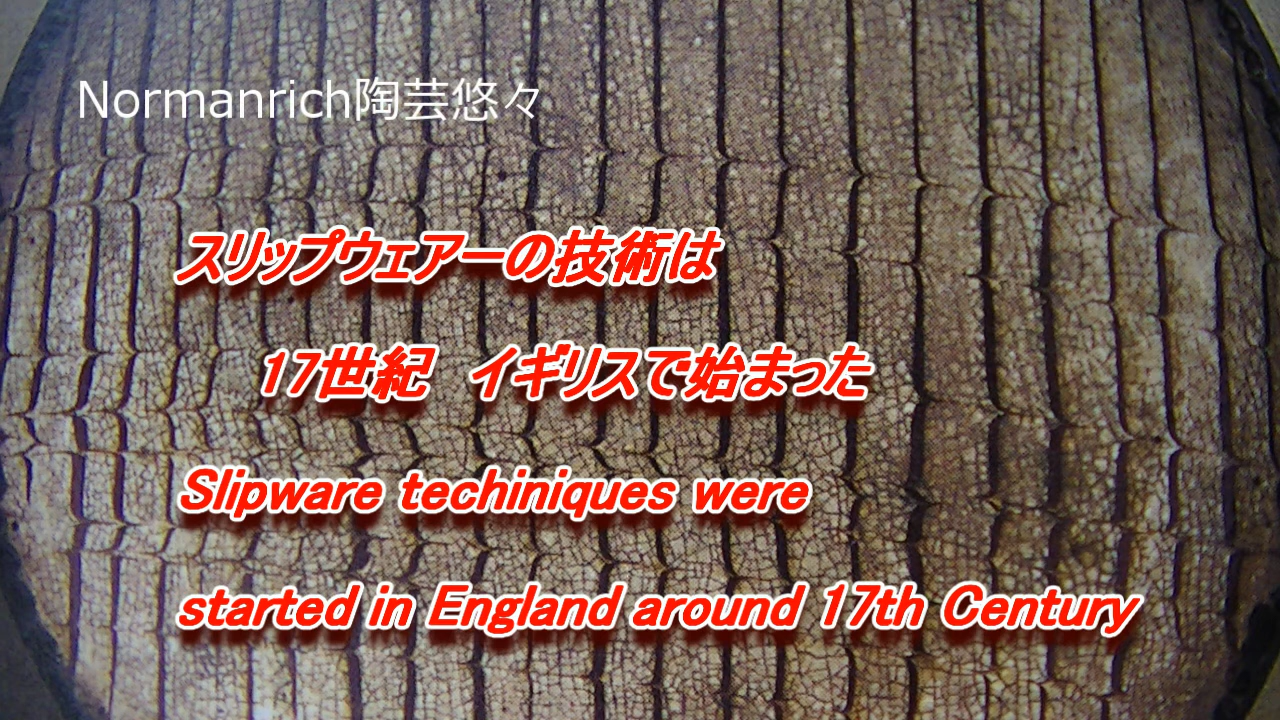 Normanrich陶芸悠々
スリップウェアーの技術は
17世紀　イギリスで始まった
Slipware techiniques were
started in England around 17th Century